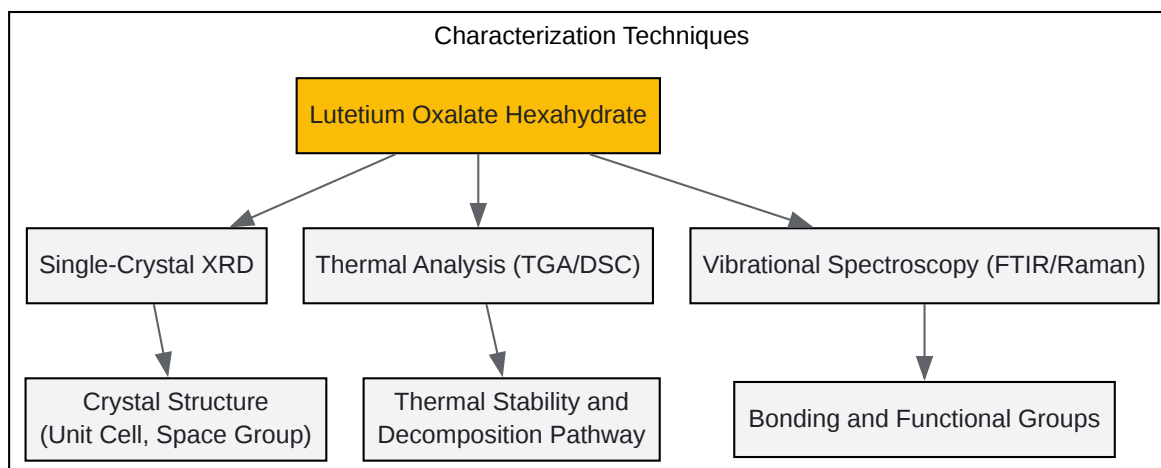 Characterization Techniques
Lutetium Oxalate Hexahydrate
Single-Crystal XRD
Thermal Analysis (TGA/DSC)
Vibrational Spectroscopy (FTIR/Raman)
Crystal Structure
(Unit Cell, Space Group)
Thermal Stability and
Decomposition Pathway
Bonding and Functional Groups